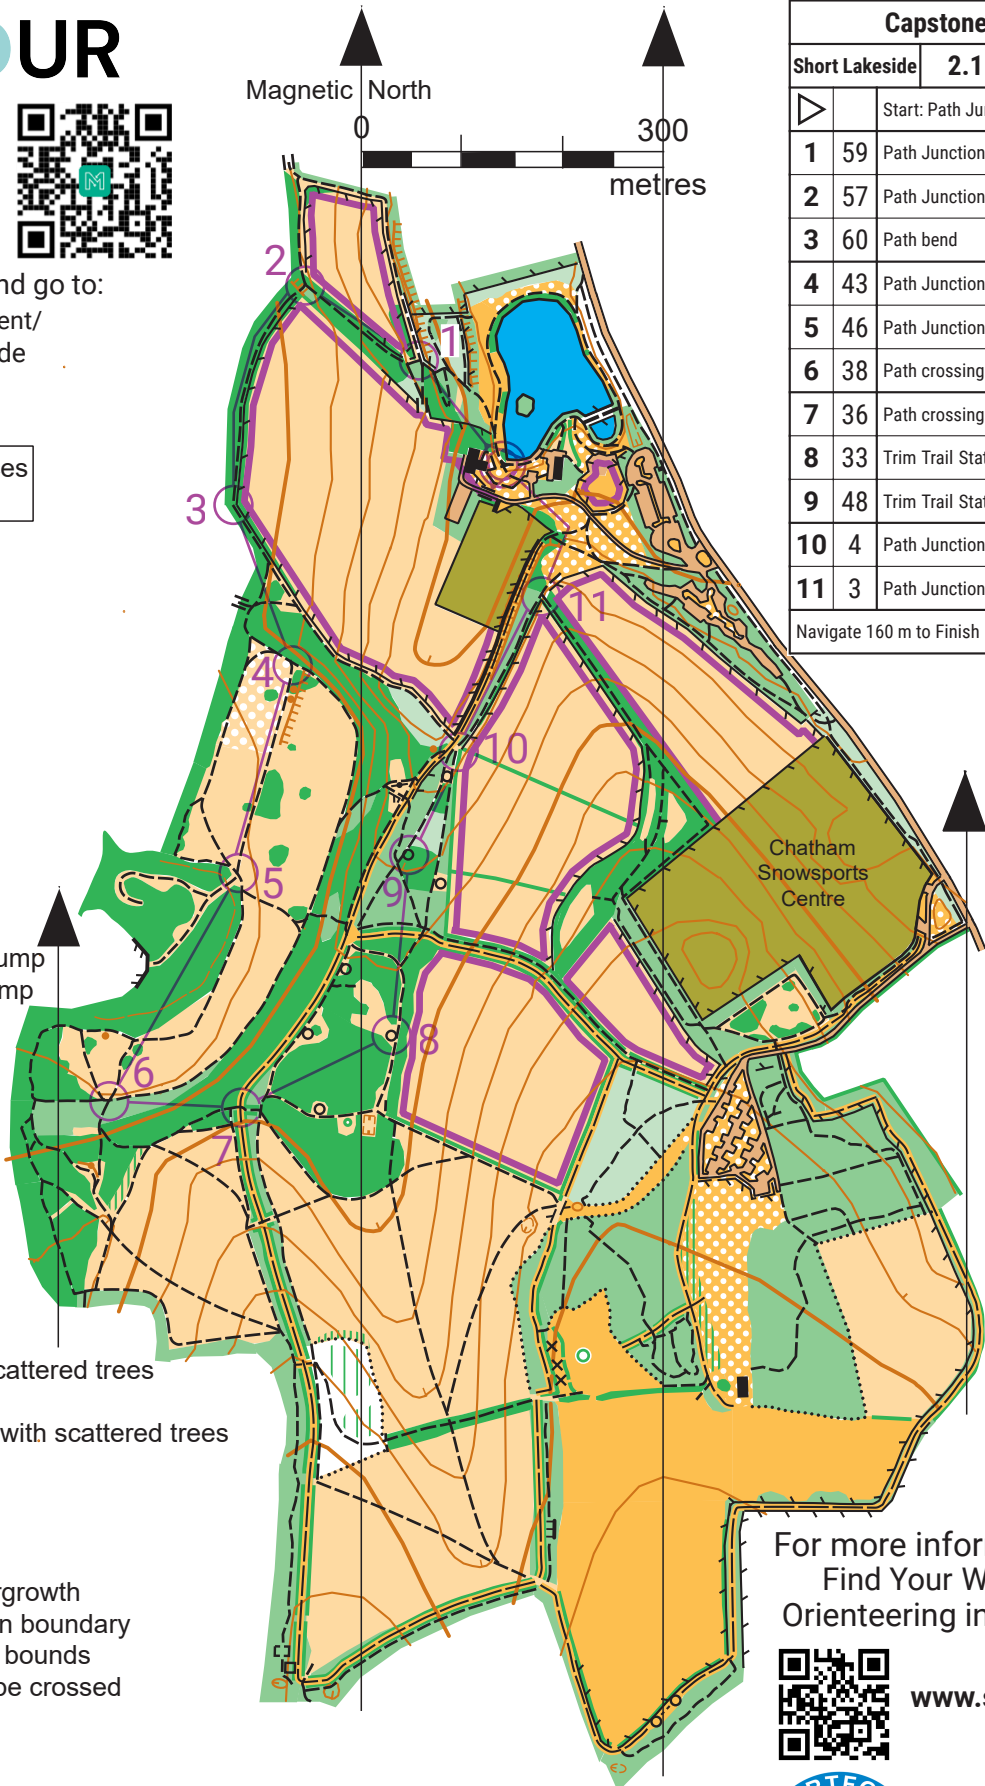 UR
Magnetic North
0 300
metres
nd go to:
ent/
de
es
Capstone
Short Lakeside 2.1
Start: Path Ju
1 59 Path Junction
2 57 Path Junction
3 60 Path bend
4 43 Path Junction
5 46 Path Junction
6 38 Path crossing
7 36 Path crossing
8 33 Trim Trail Stat
9 48 Trim Trail Stat
10 4 Path Junction
11 3 Path Junction
Navigate 160 m to Finish
2
1
3
11
4
10
5
9
8
6
7
Chatham
Snowsports
Centre
ump
mp
cattered trees
with scattered trees
rgrowth
n boundary
bounds
be crossed
For more infor
Find Your W
Orienteering in
www.s